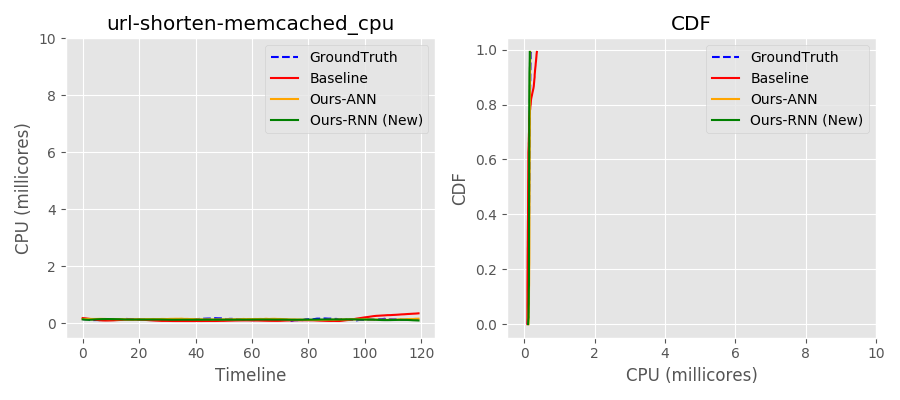 url-shorten-memcached_cpu
10
8
6
4
2
0
CPU (millicores)
0
20
40
60
80
100
120
Timeline
GroundTruth
Baseline
Ours-ANN
Ours-RNN (New)
CDF
1.0
0.8
0.6
0.4
0.2
0.0
CDF
0
2
4
6
8
10
CPU (millicores)
GroundTruth
Baseline
Ours-ANN
Ours-RNN (New)